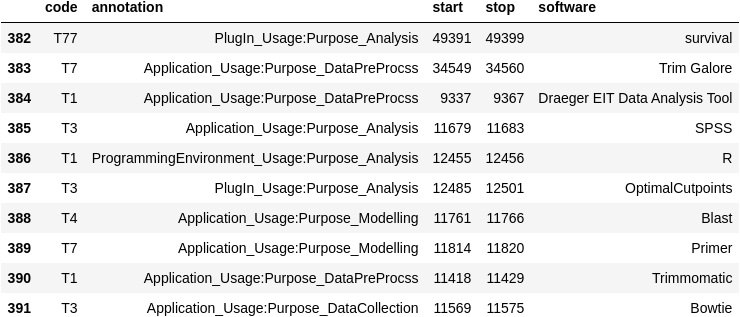 code annotation start stop software
382 T77 PlugIn_Usage:Purpose_Analysis 49391 49399 survival
383 T7 Application_Usage:Purpose_DataPreProcss 34549 34560 Trim Galore
384 T1 Application_Usage:Purpose_DataPreProcss 9337 9367 Draeger EIT Data Analysis Tool
385 T3 Application_Usage:Purpose_Analysis 11679 11683 SPSS
386 T1 ProgrammingEnvironment_Usage:Purpose_Analysis 12455 12456 R
387 T3 PlugIn_Usage:Purpose_Analysis 12485 12501 OptimalCutpoints
388 T4 Application_Usage:Purpose_Modelling 11761 11766 Blast
389 T7 Application_Usage:Purpose_Modelling 11814 11820 Primer
390 T1 Application_Usage:Purpose_DataPreProcss 11418 11429 Trimmomatic
391 T3 Application_Usage:Purpose_DataCollection 11569 11575 Bowtie